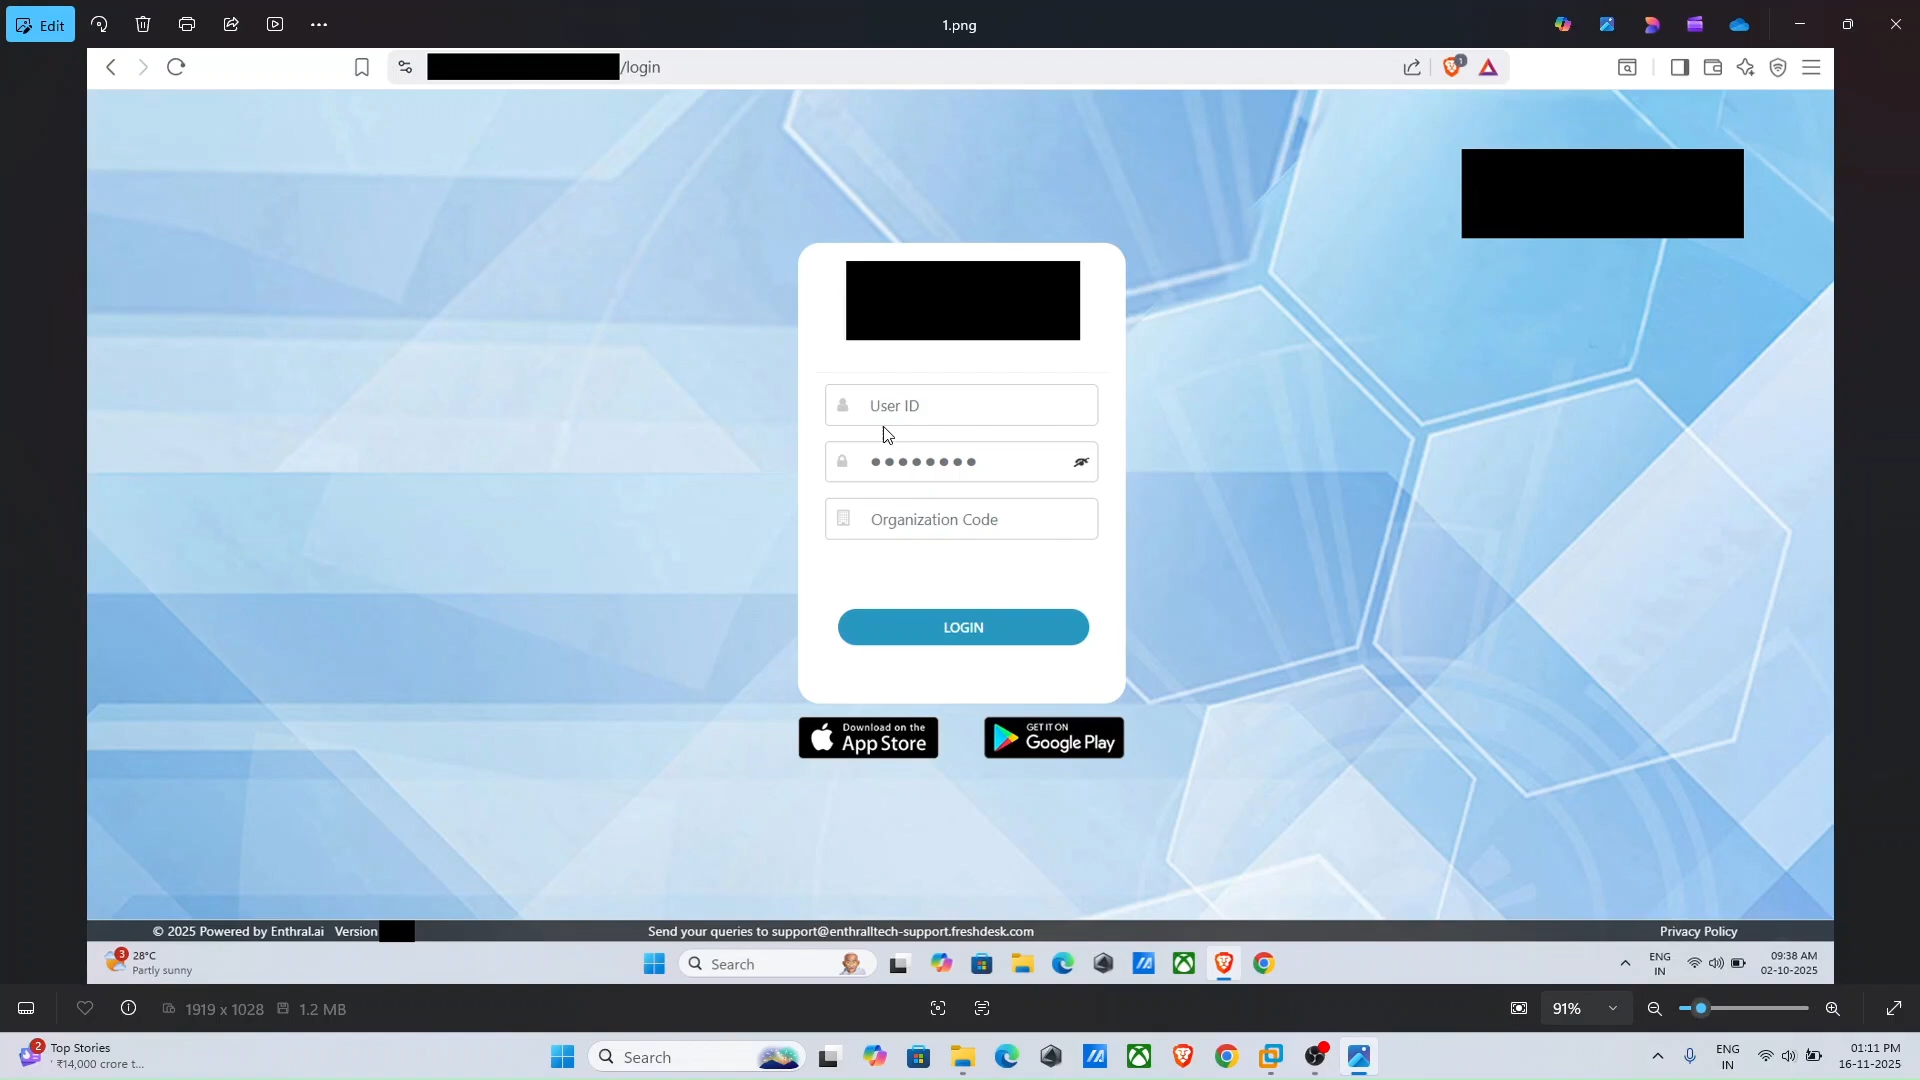 Edit
1.png
/login
1
User ID
Organization Code
LOGIN
Download on the
App Store
GET IT ON
Google Play
© 2025 Powered by Enthral.ai Version
Send your queries to support@enthralltech-support.freshdesk.com
Privacy Policy
3
28°C
Partly sunny
Search
ENG
IN
09:38 AM
02-10-2025
1919 x 1028
1.2 MB
91%
2
Top Stories
' ₹14,000 crore t...
Search
ENG
IN
01:11 PM
16-11-2025